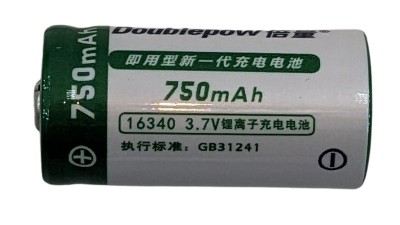 Doublepow 倍量®
即用型新一代充电电池
750mAh
16340 3.7V锂离子充电电池
执行标准：GB31241
750mAh